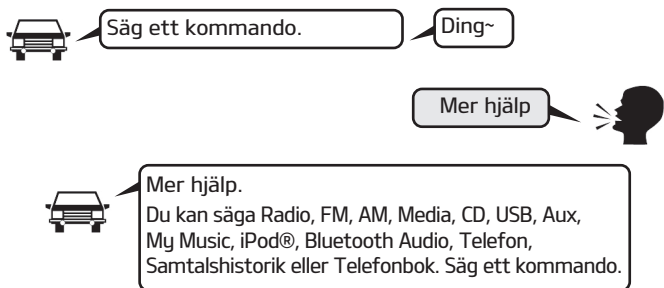 Säg ett kommando.
Ding~
Mer hjälp
Mer hjälp.
Du kan säga Radio, FM, AM, Media, CD, USB, Aux,
My Music, iPod®, Bluetooth Audio, Telefon,
Samtalshistorik eller Telefonbok. Säg ett kommando.